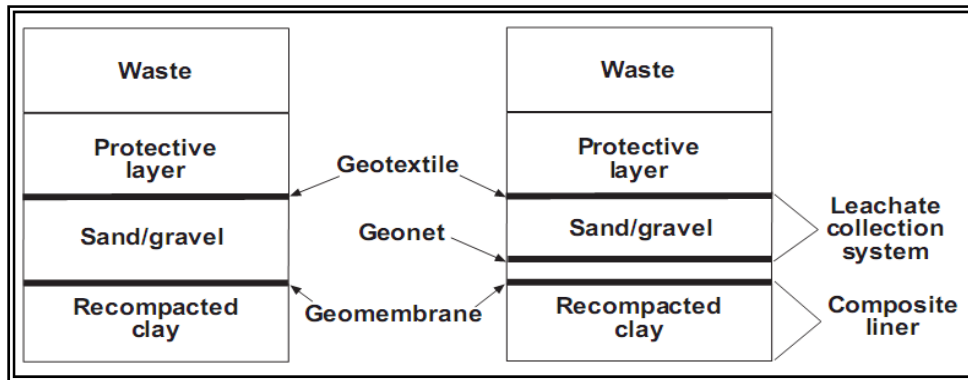 Waste
Protective
layer
Sand/gravel
Recompacted
clay
Geotextile
Geonet
Geomembrane
Waste
Protective
layer
Sand/gravel
Recompacted
clay
Leachate
collection
system
Composite
liner